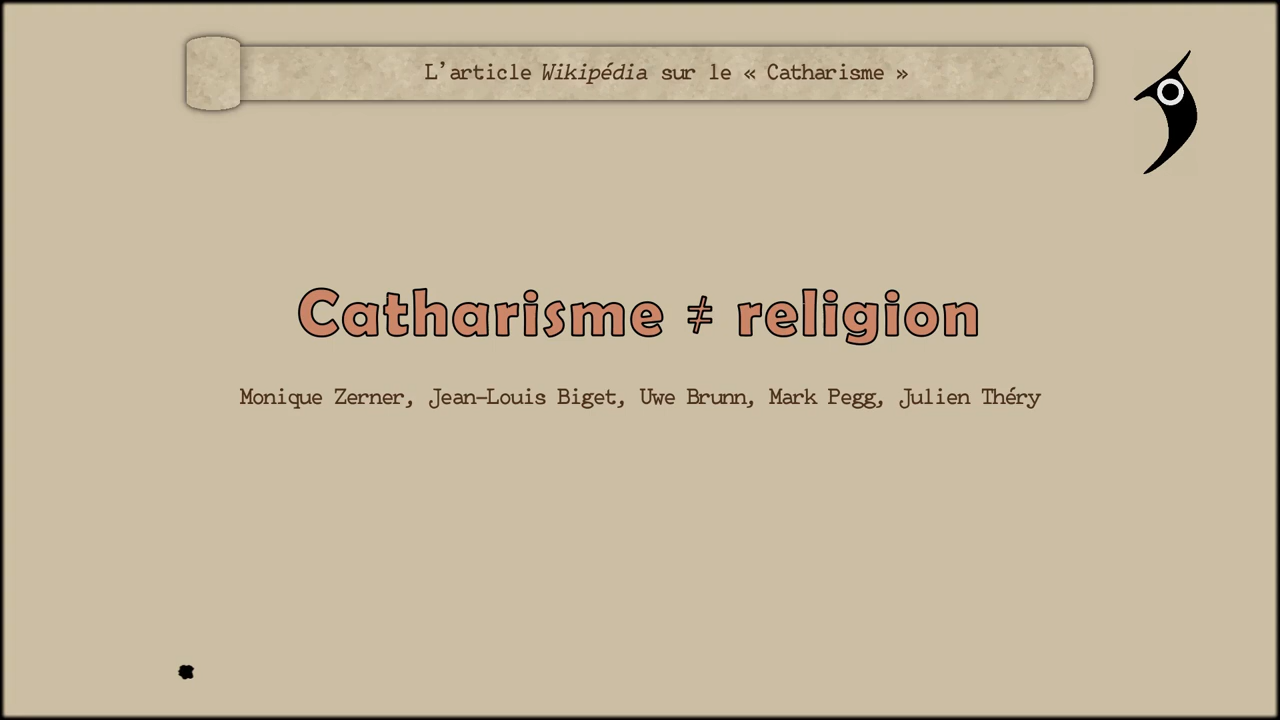 L’article Wikipédia sur le « Catharisme »
Catharisme ≠ religion
Monique Zerner, Jean-Louis Biget, Uwe Brunn, Mark Pegg, Julien Théry